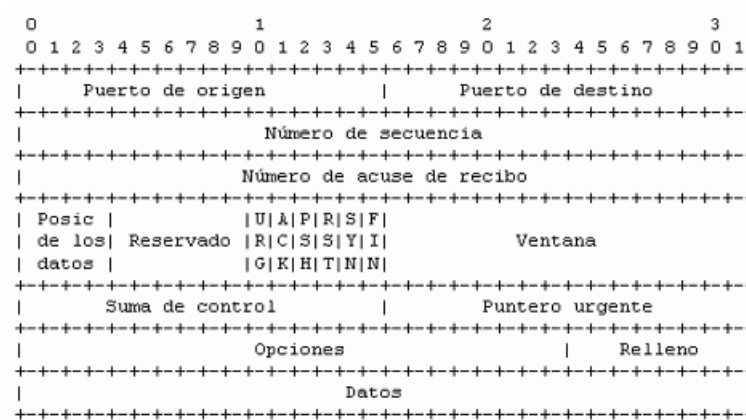 0 1 2 3
0 1 2 3 4 5 6 7 8 9 0 1 2 3 4 5 6 7 8 9 0 1 2 3 4 5 6 7 8 9 0 1
+-+-+-+-+-+-+-+-+-+-+-+-+-+-+-+-+-+-+-+-+-+-+-+-+-+-+-+-+-+-+-+-
| Puerto de origen | Puerto de destino
+-+-+-+-+-+-+-+-+-+-+-+-+-+-+-+-+-+-+-+-+-+-+-+-+-+-+-+-+-+-+-+-
| Número de secuencia
+-+-+-+-+-+-+-+-+-+-+-+-+-+-+-+-+-+-+-+-+-+-+-+-+-+-+-+-+-+-+-+-
| Número de acuse de recibo
+-+-+-+-+-+-+-+-+-+-+-+-+-+-+-+-+-+-+-+-+-+-+-+-+-+-+-+-+-+-+-+-
| Posic | |U|A|P|R|S|F|
| de los| Reservado |R|C|S|S|Y|I| Ventana
| datos | |G|K|H|T|N|N|
+-+-+-+-+-+-+-+-+-+-+-+-+-+-+-+-+-+-+-+-+-+-+-+-+-+-+-+-+-+-+-+-
| Suma de control | Puntero urgente
+-+-+-+-+-+-+-+-+-+-+-+-+-+-+-+-+-+-+-+-+-+-+-+-+-+-+-+-+-+-+-+-
| Opciones | Relleno
+-+-+-+-+-+-+-+-+-+-+-+-+-+-+-+-+-+-+-+-+-+-+-+-+-+-+-+-+-+-+-+-
| Datos
+-+-+-+-+-+-+-+-+-+-+-+-+-+-+-+-+-+-+-+-+-+-+-+-+-+-+-+-+-+-+-+-